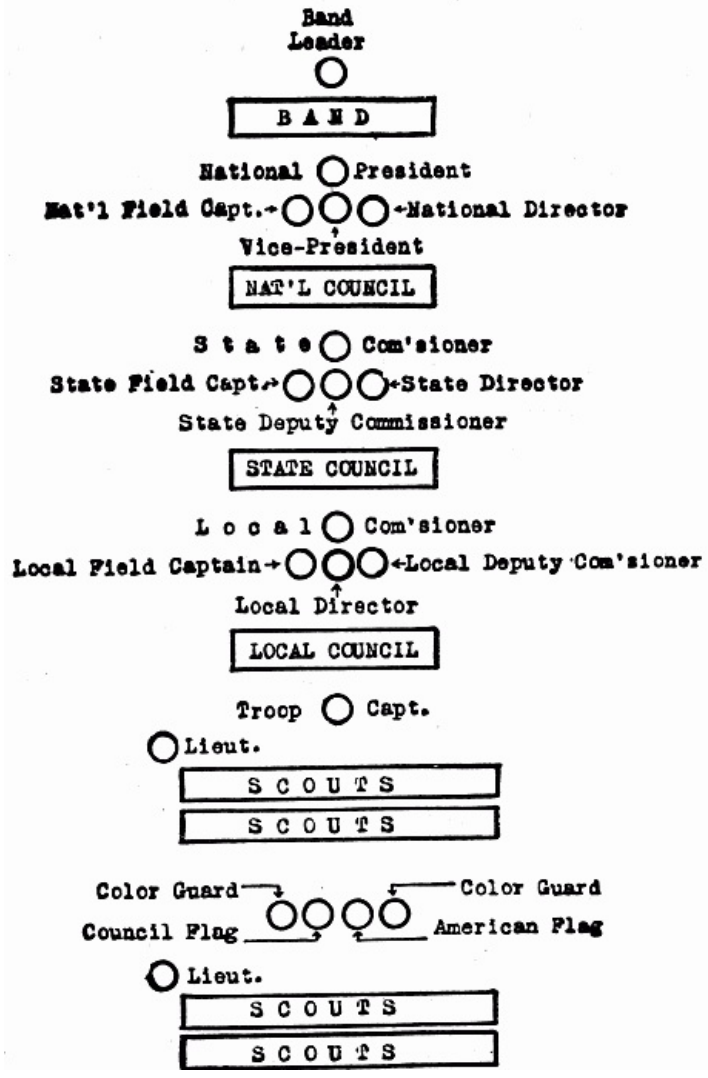 Band
Leader
BAND
National President
Nat'l Field Capt. National Director
Vice-President
NAT'L COUNCIL
State Com'sioner
State Field Capt. State Director
State Deputy Commissioner
STATE COUNCIL
Local Com'sioner
Local Field Captain Local Deputy Com'sioner
Local Director
LOCAL COUNCIL
Troop Capt.
Lieut.
SCOUTS
SCOUTS
Color Guard Color Guard
Council Flag American Flag
Lieut.
SCOUTS
SCOUTS